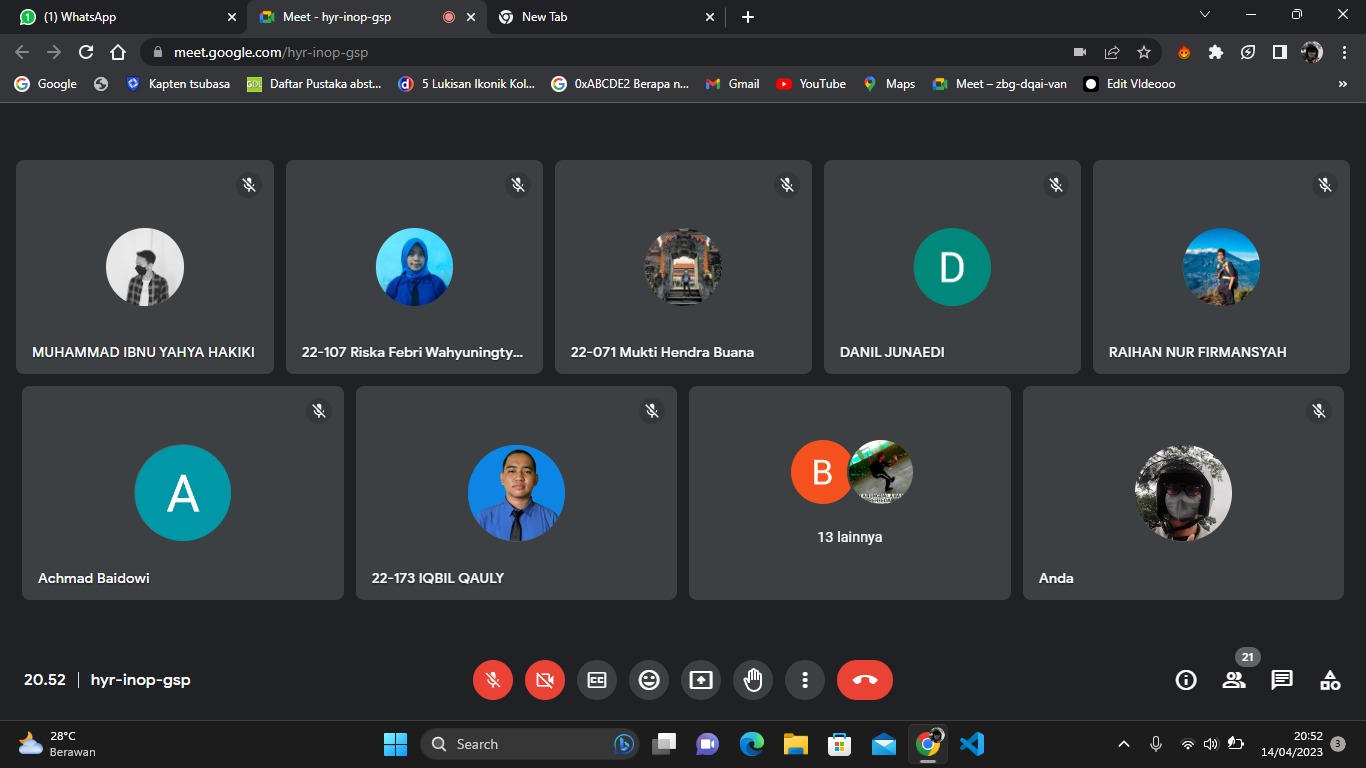 (1) WhatsApp
Meet - hyr-inop-gsp
New Tab
meet.google.com/hyr-inop-gsp
Google
Kapten tsubasa
GDL
Daftar Pustaka abst...
d
5 Lukisan Ikonik Kol...
0xABCDE2 Berapa n...
Gmail
YouTube
Maps
Meet – zbg-dqai-van
Edit VIdeooo
»
MUHAMMAD IBNU YAHYA HAKIKI
22-107 Riska Febri Wahyuningty...
22-071 Mukti Hendra Buana
D
DANIL JUNAEDI
RAIHAN NUR FIRMANSYAH
A
Achmad Baidowi
22-173 IQBIL QAULY
B
13 lainnya
Anda
20.52 | hyr-inop-gsp
CC
21
28°C
Berawan
Search
20:52
14/04/2023
3